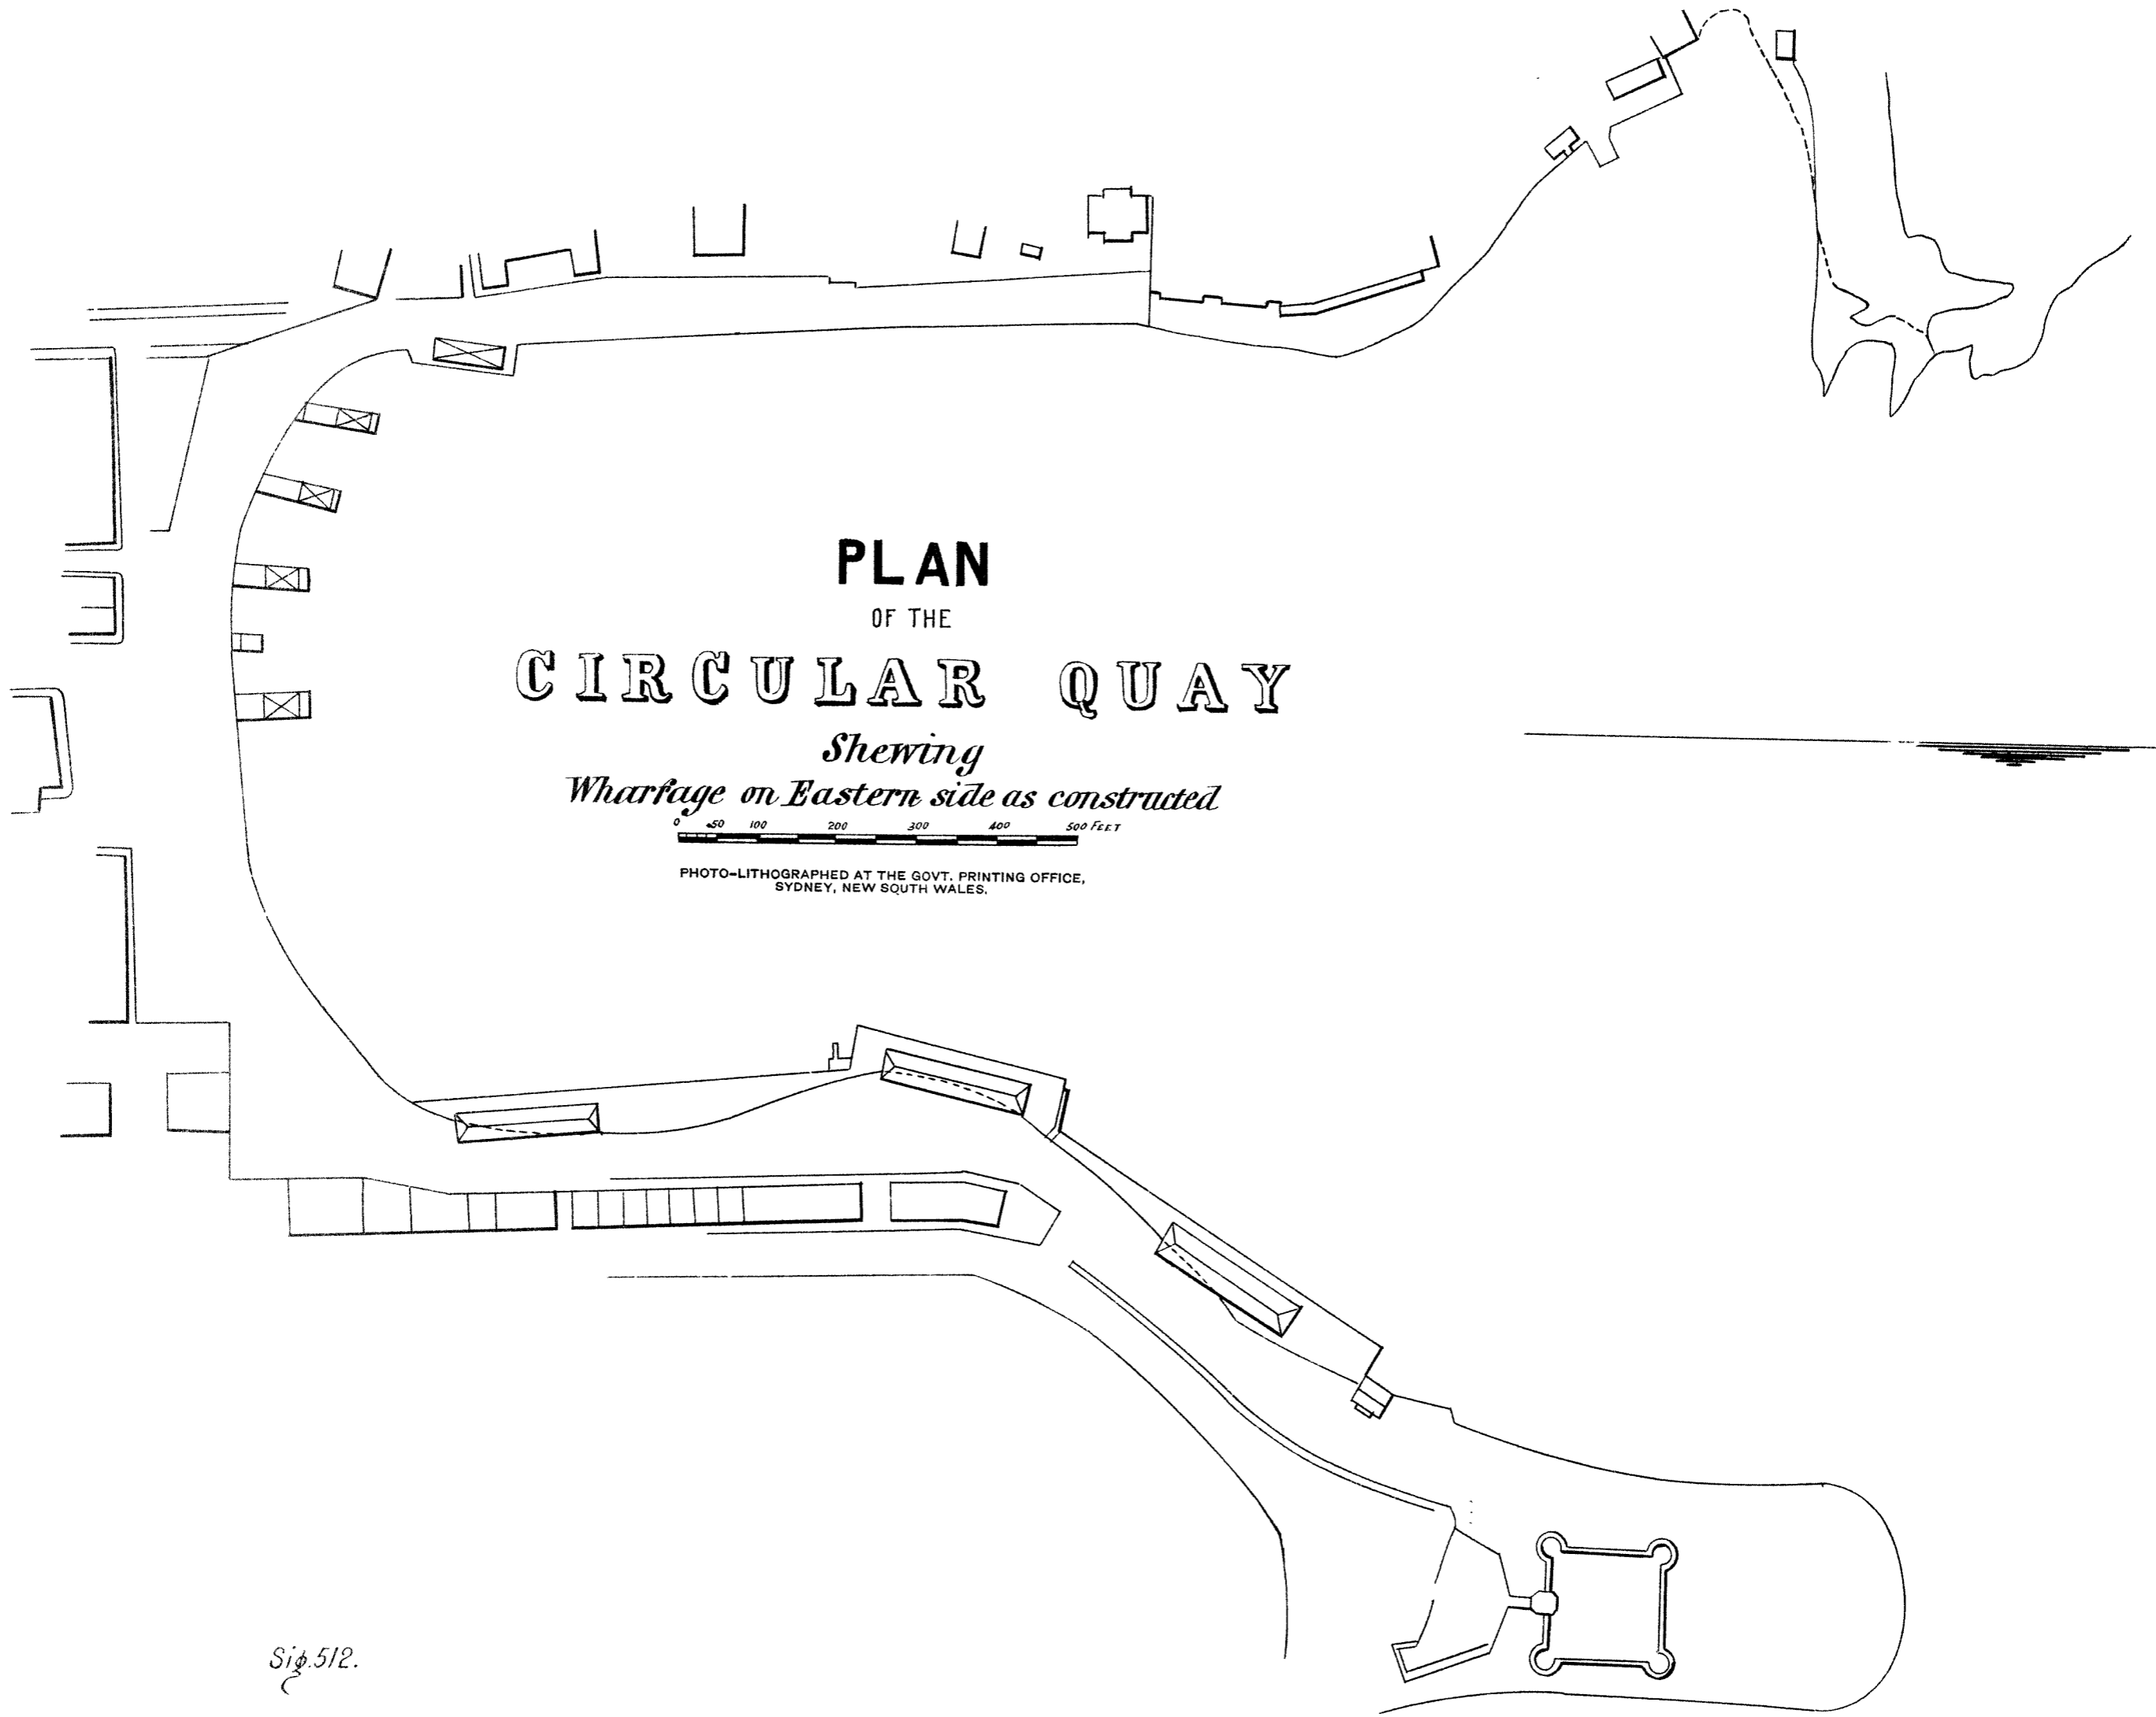 PLAN
OF THE
CIRCULAR QUAY
Shewing
Wharfage on Eastern side as constructed
0 50 100 200 300 400 500 FEET
PHOTO-LITHOGRAPHED AT THE GOVT. PRINTING OFFICE,
SYDNEY, NEW SOUTH WALES.
Sig. 512.